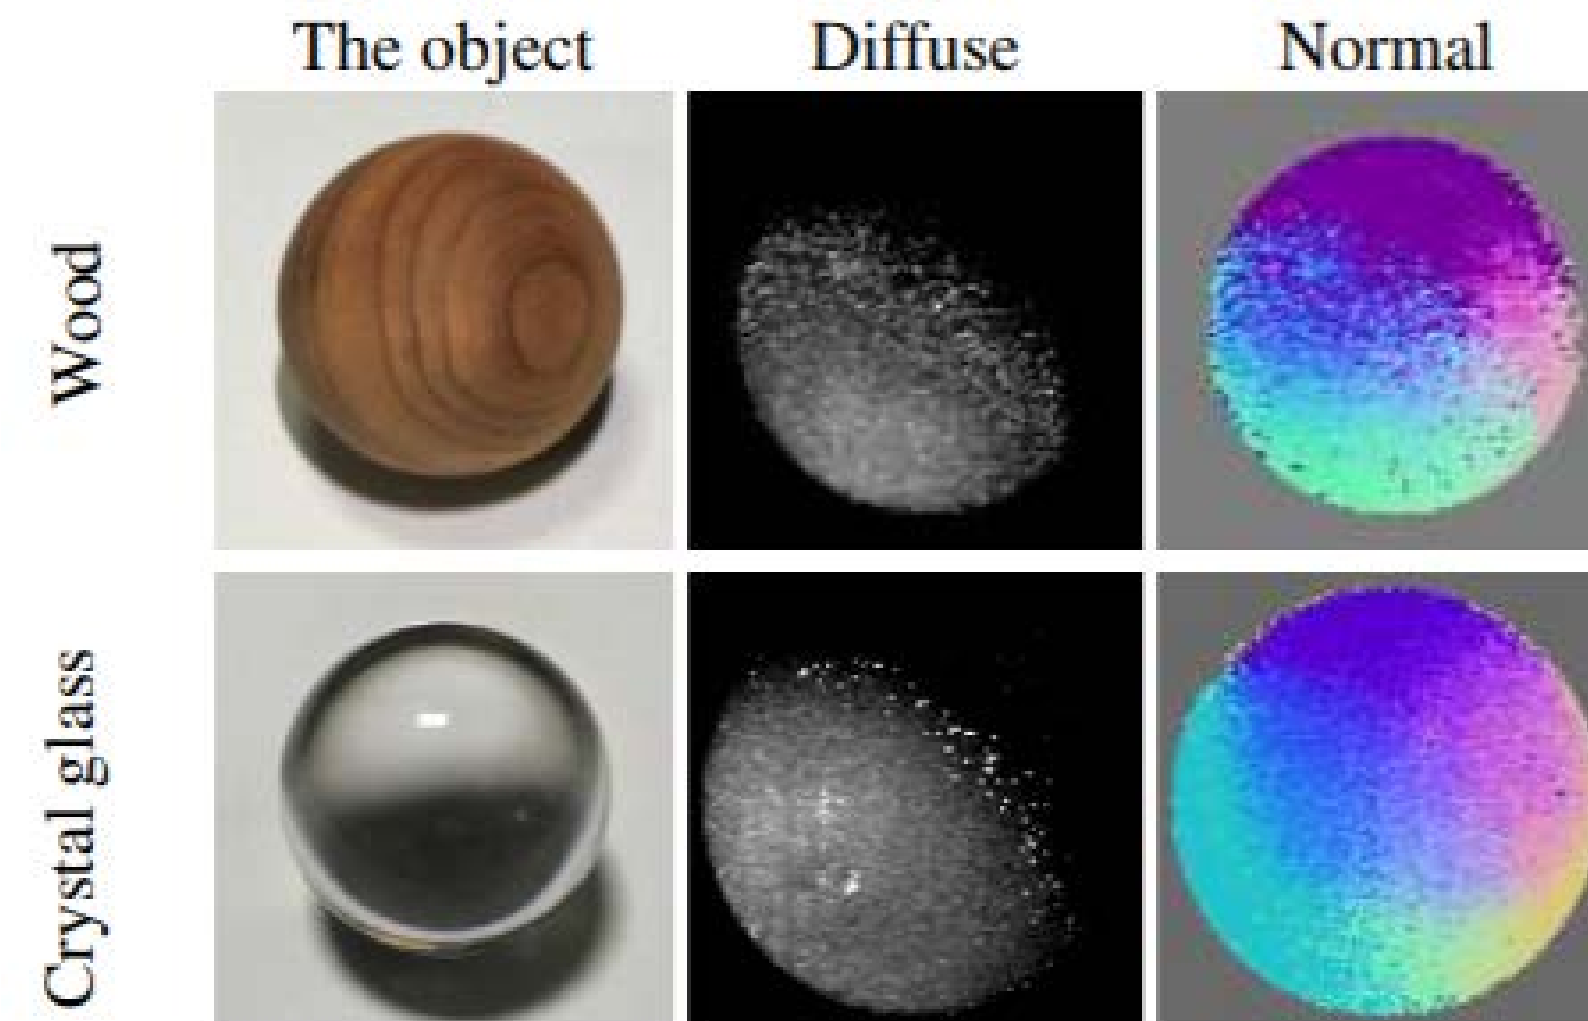 The object
Diffuse
Normal
Wood
Crystal glass